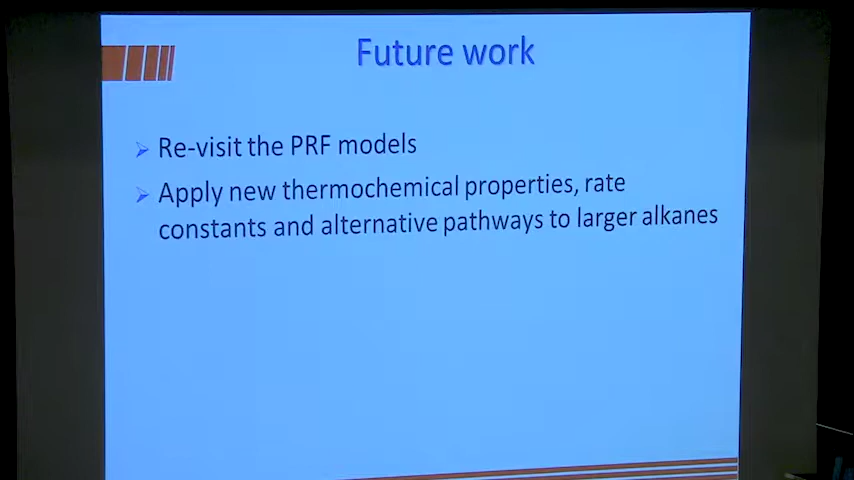 Future work
Re-visit the PRF models
Apply new thermochemical properties, rate
constants and alternative pathways to larger alkanes